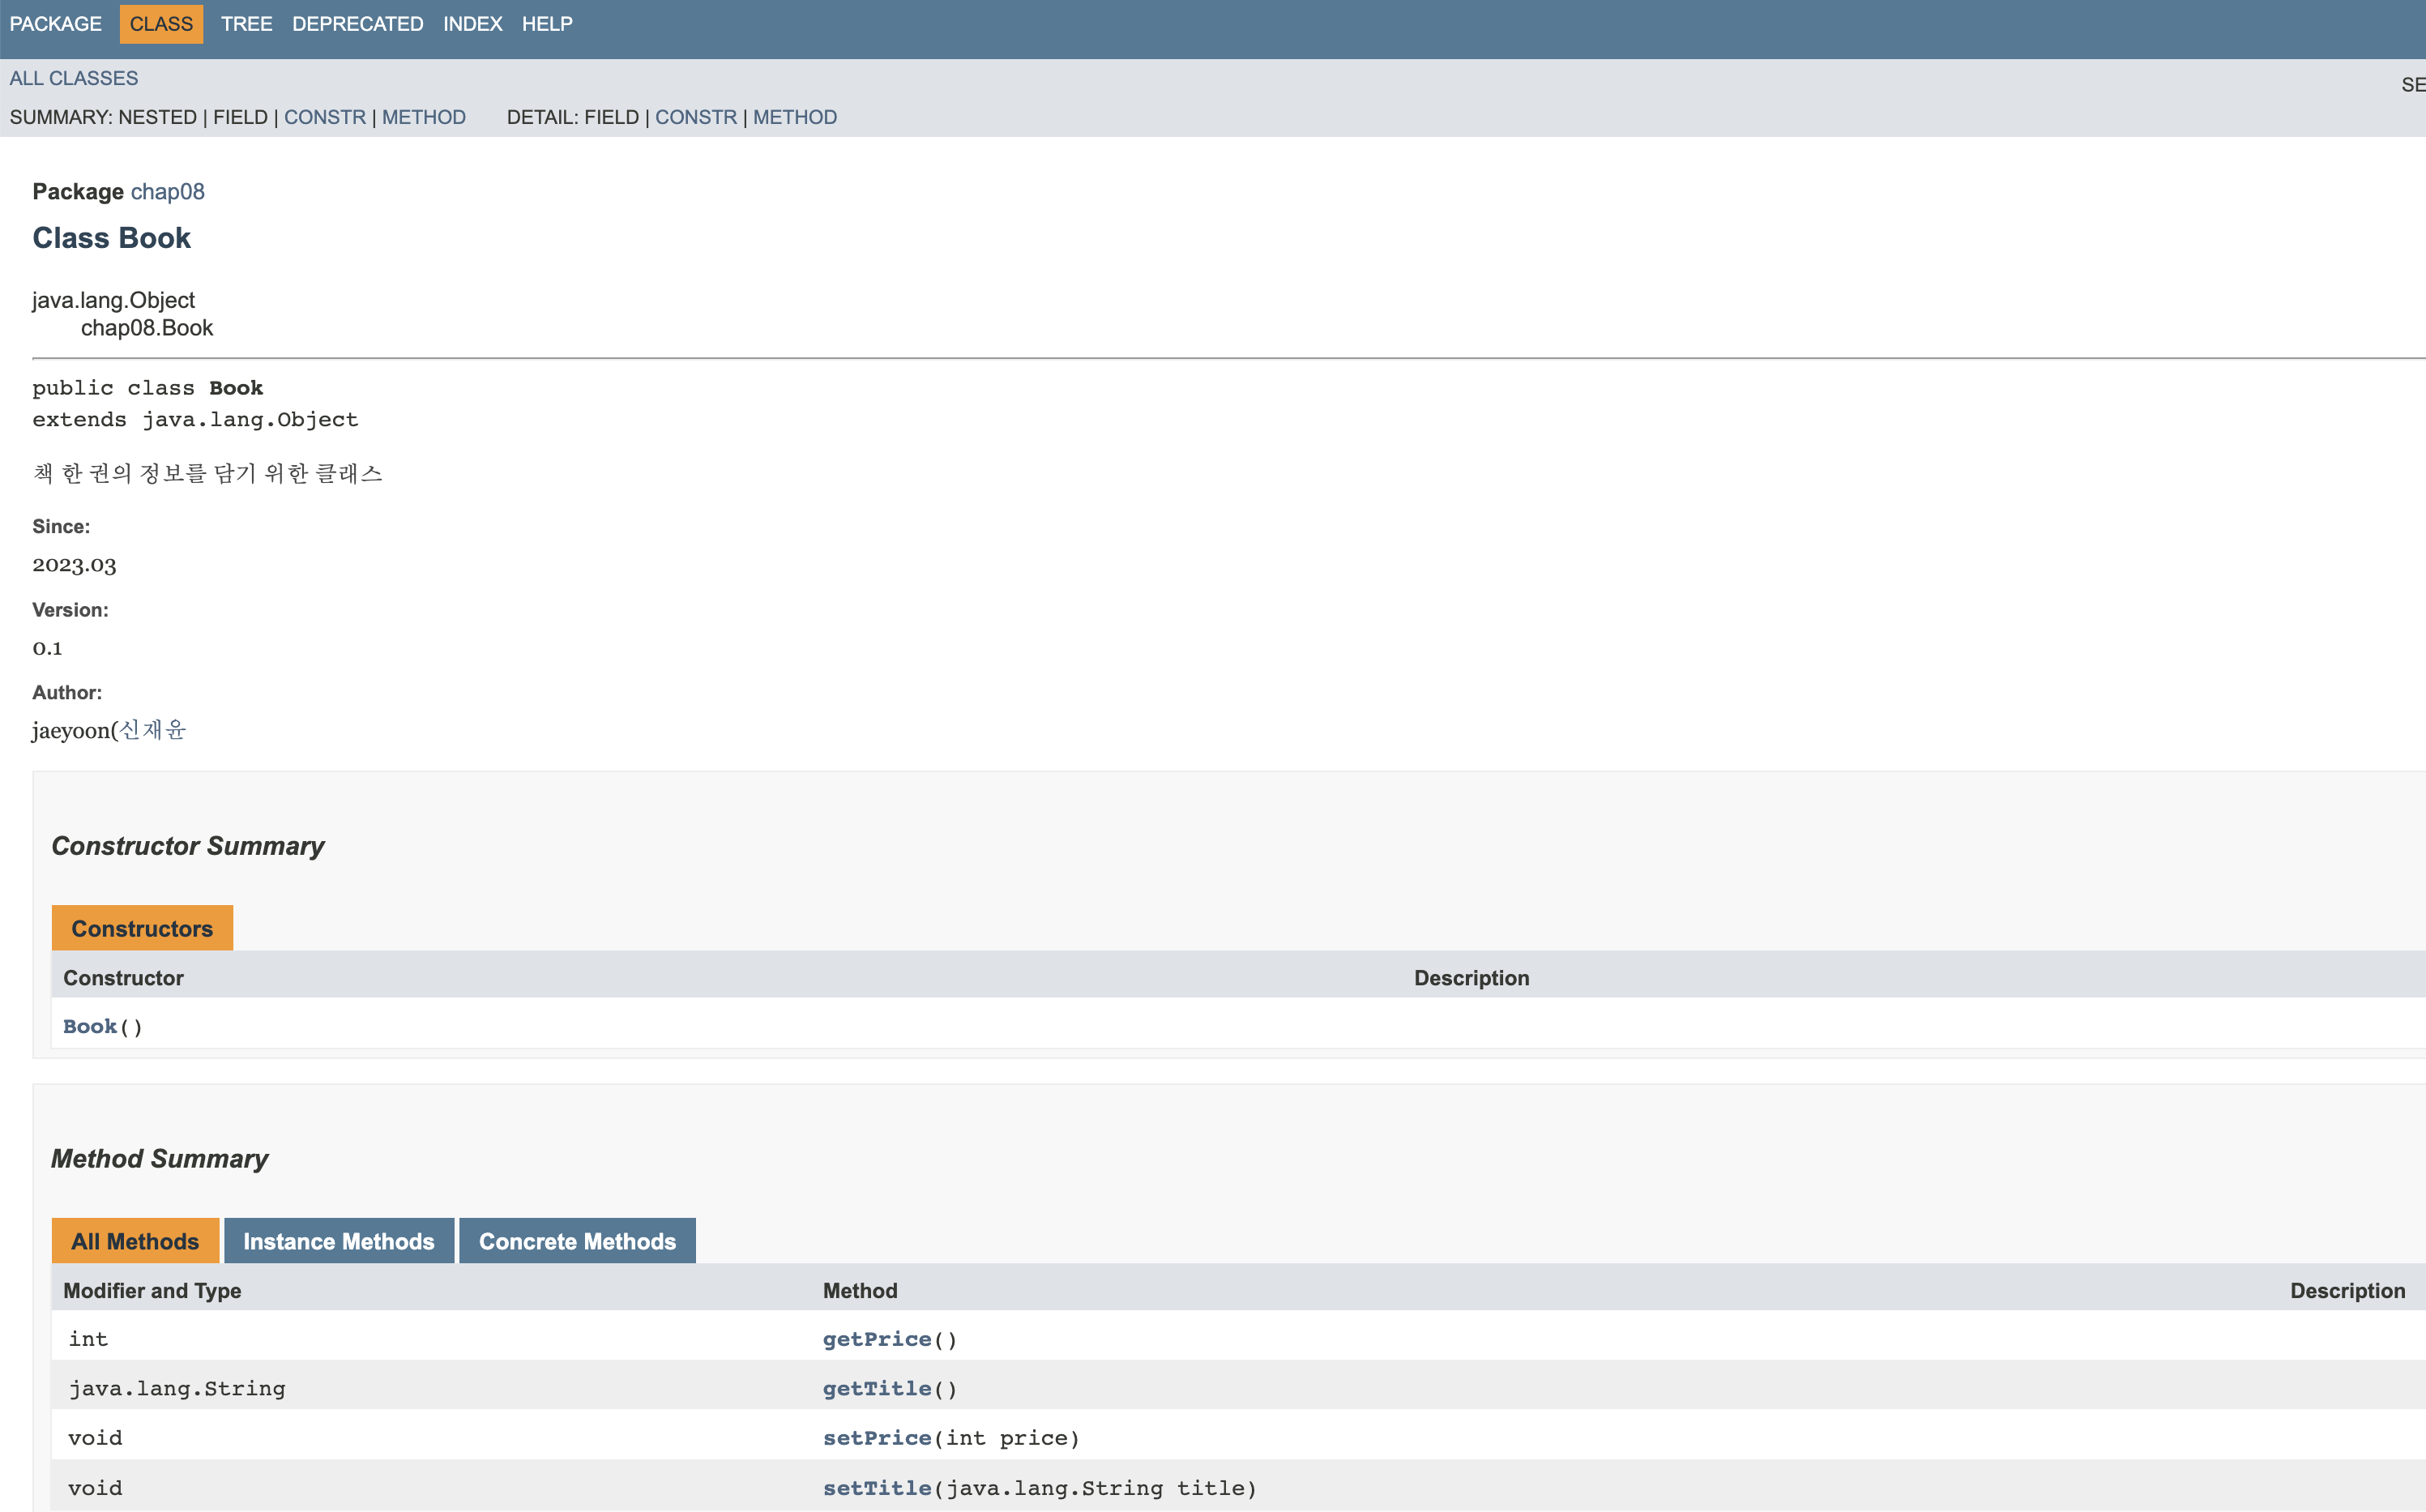 PACKAGE CLASS TREE DEPRECATED INDEX HELP
ALL CLASSES
SE
SUMMARY: NESTED | FIELD | CONSTR | METHOD DETAIL: FIELD | CONSTR | METHOD
Package chap08
Class Book
java.lang.Object
chap08.Book
public class Book
extends java.lang.Object
책 한 권의 정보를 담기 위한 클래스
Since:
2023.03
Version:
0.1
Author:
jaeyoon(신재윤
Constructor Summary
Constructors
Constructor Description
Book()
Method Summary
All Methods Instance Methods Concrete Methods
Modifier and Type Method Description
int getPrice()
java.lang.String getTitle()
void setPrice(int price)
void setTitle(java.lang.String title)